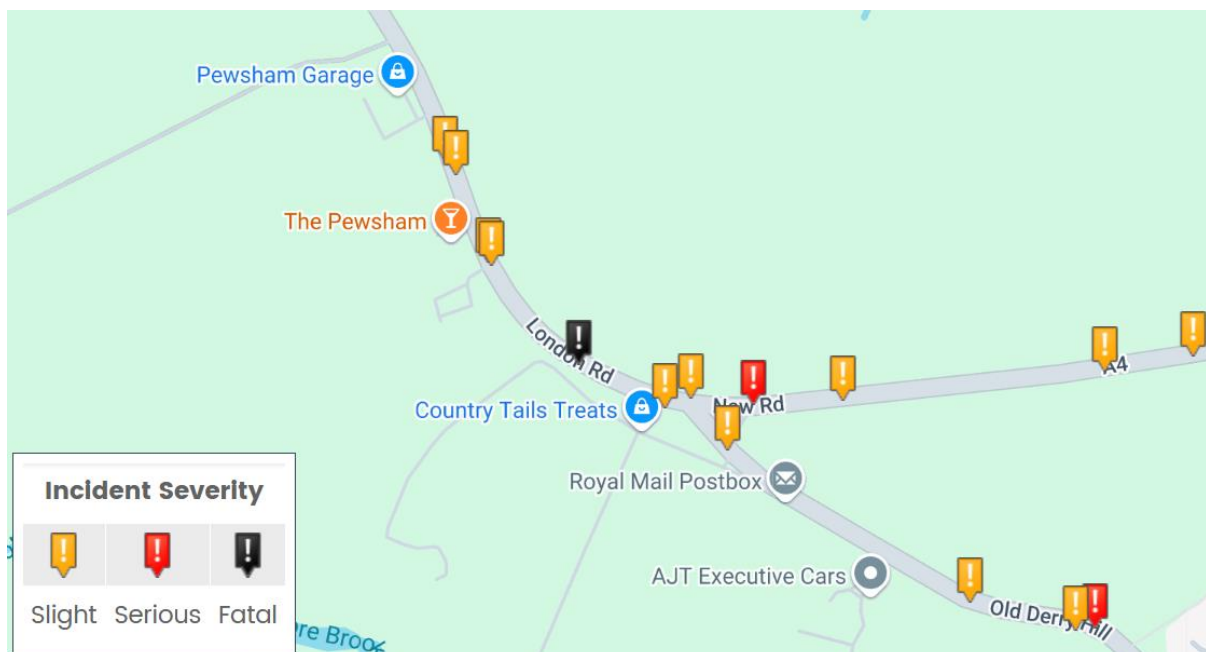 Pewsham Garage
The Pewsham
London Rd
A4
New Rd
Country Tails Treats
Royal Mail Postbox
AJT Executive Cars
Old Derry Hill
Incident Severity
Slight Serious Fatal
Brook